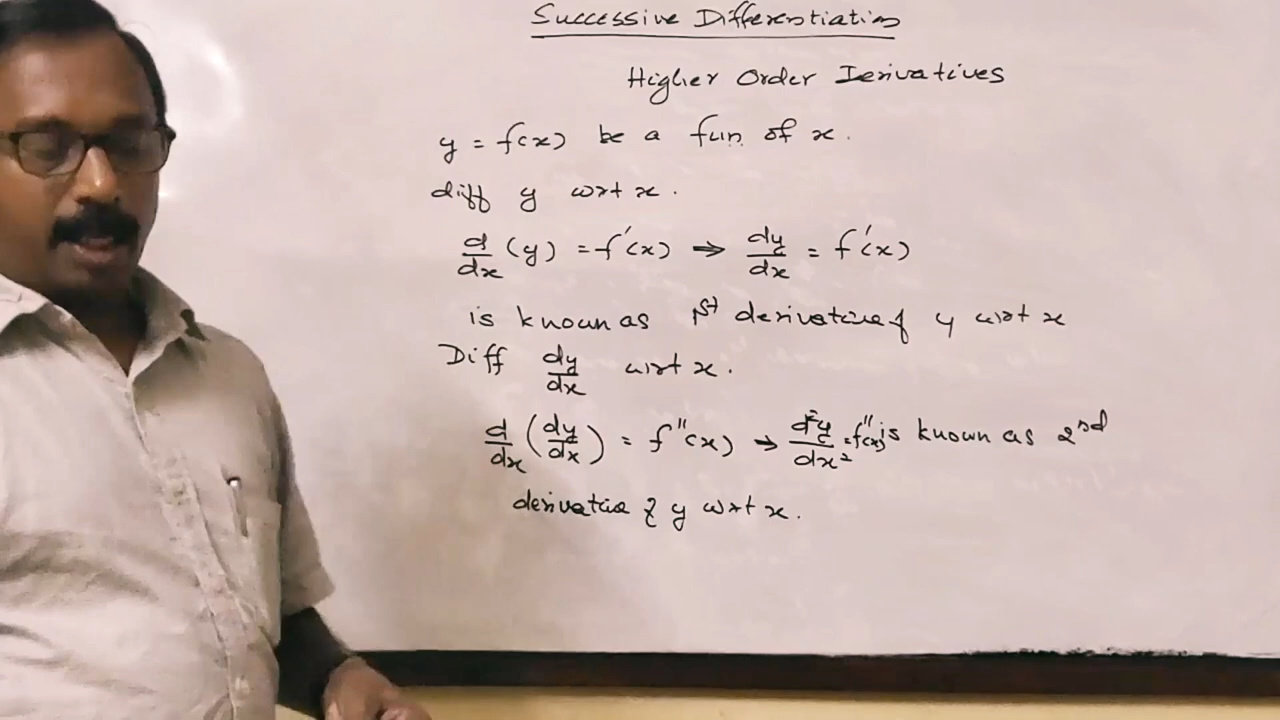 Successive Differentiation
Higher Order Derivatives
y = f(x) be a fun. of x.
diff y wrt x.
d/dx (y) = f'(x) ⇒ dy/dx = f'(x)
is known as 1st derivative of y wrt x
Diff dy/dx wrt x.
d/dx (dy/dx) = f''(x) → d²y/dx² = f''(x) is known as 2nd
derivative of y wrt x.